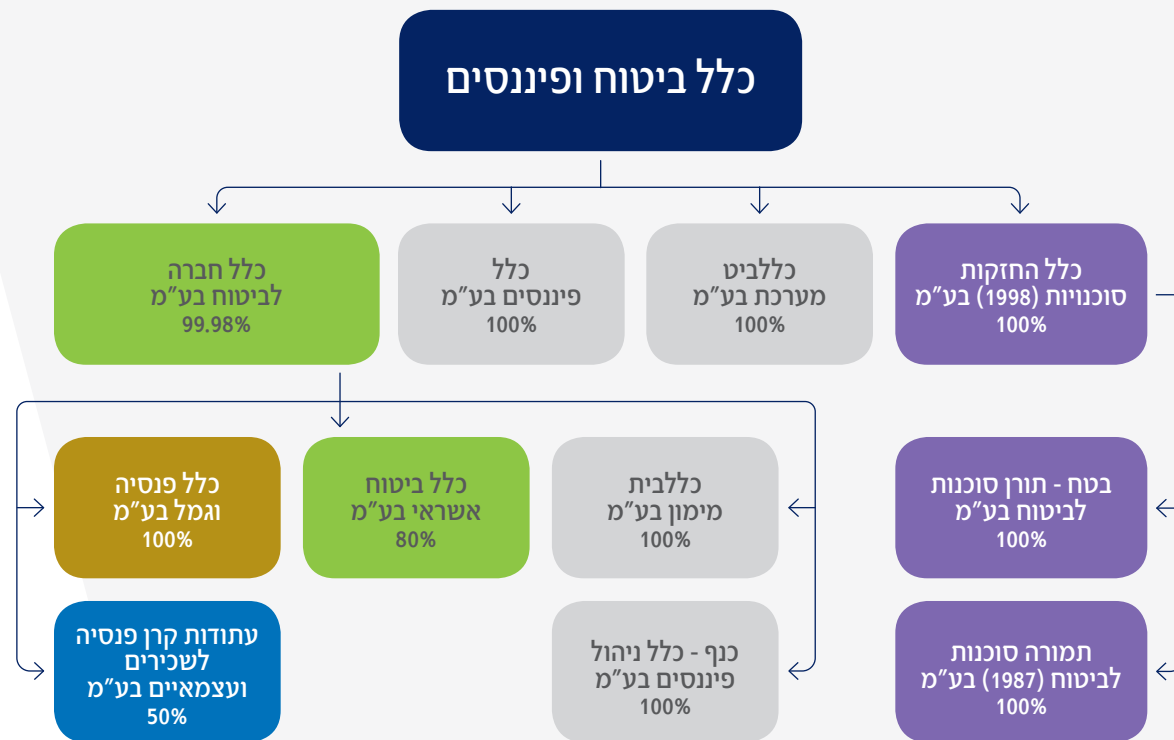 כלל ביטוח ופיננסים
כלל החזקות
סוכנויות (1998) בע״מ
100%
כללביט
מערכת בע״מ
100%
כלל
פיננסים בע״מ
100%
כלל חברה
לביטוח בע״מ
99.98%
בטח - תורן סוכנות
לביטוח בע״מ
100%
כללבית
מימון בע״מ
100%
כלל ביטוח
אשראי בע״מ
80%
כלל פנסיה
וגמל בע״מ
100%
תמורה סוכנות
לביטוח (1987) בע״מ
100%
כנף - כלל ניהול
פיננסים בע״מ
100%
עתודות קרן פנסיה
לשכירים
ועצמאיים בע״מ
50%